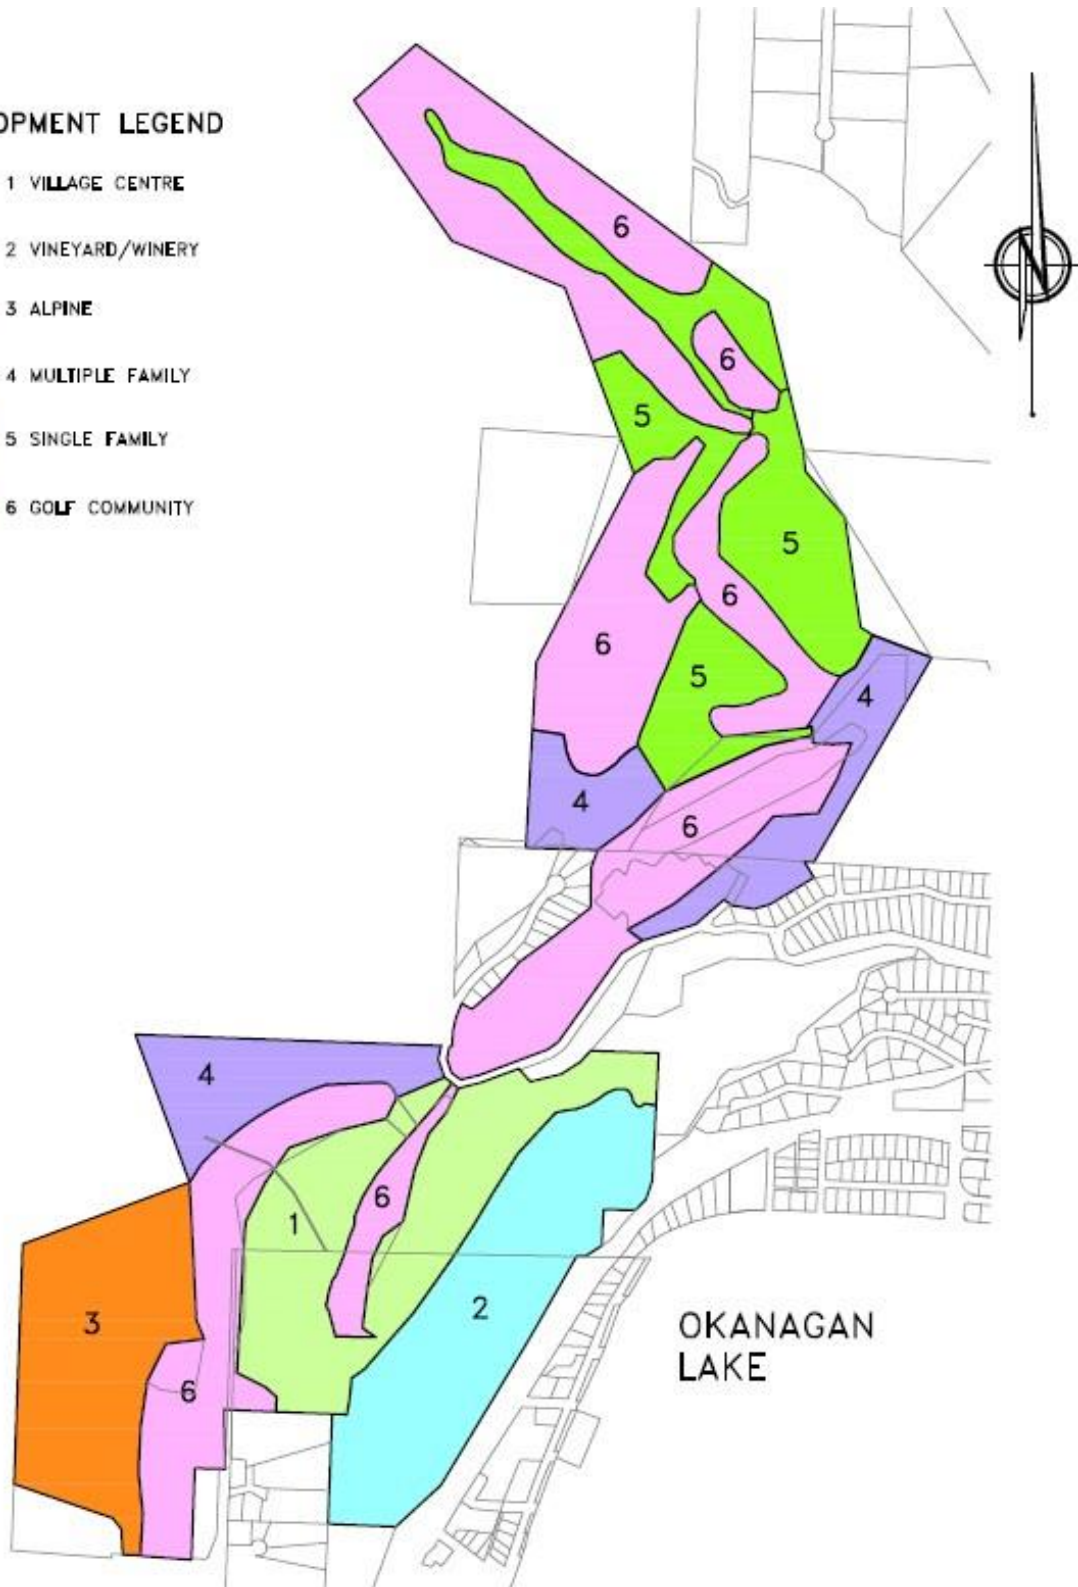 OPMENT LEGEND
1 VILLAGE CENTRE
2 VINEYARD/WINERY
3 ALPINE
4 MULTIPLE FAMILY
5 SINGLE FAMILY
6 GOLF COMMUNITY
6
6
5
5
6
6
5
4
4
6
4
6
1
3
2
6
N
OKANAGAN
LAKE